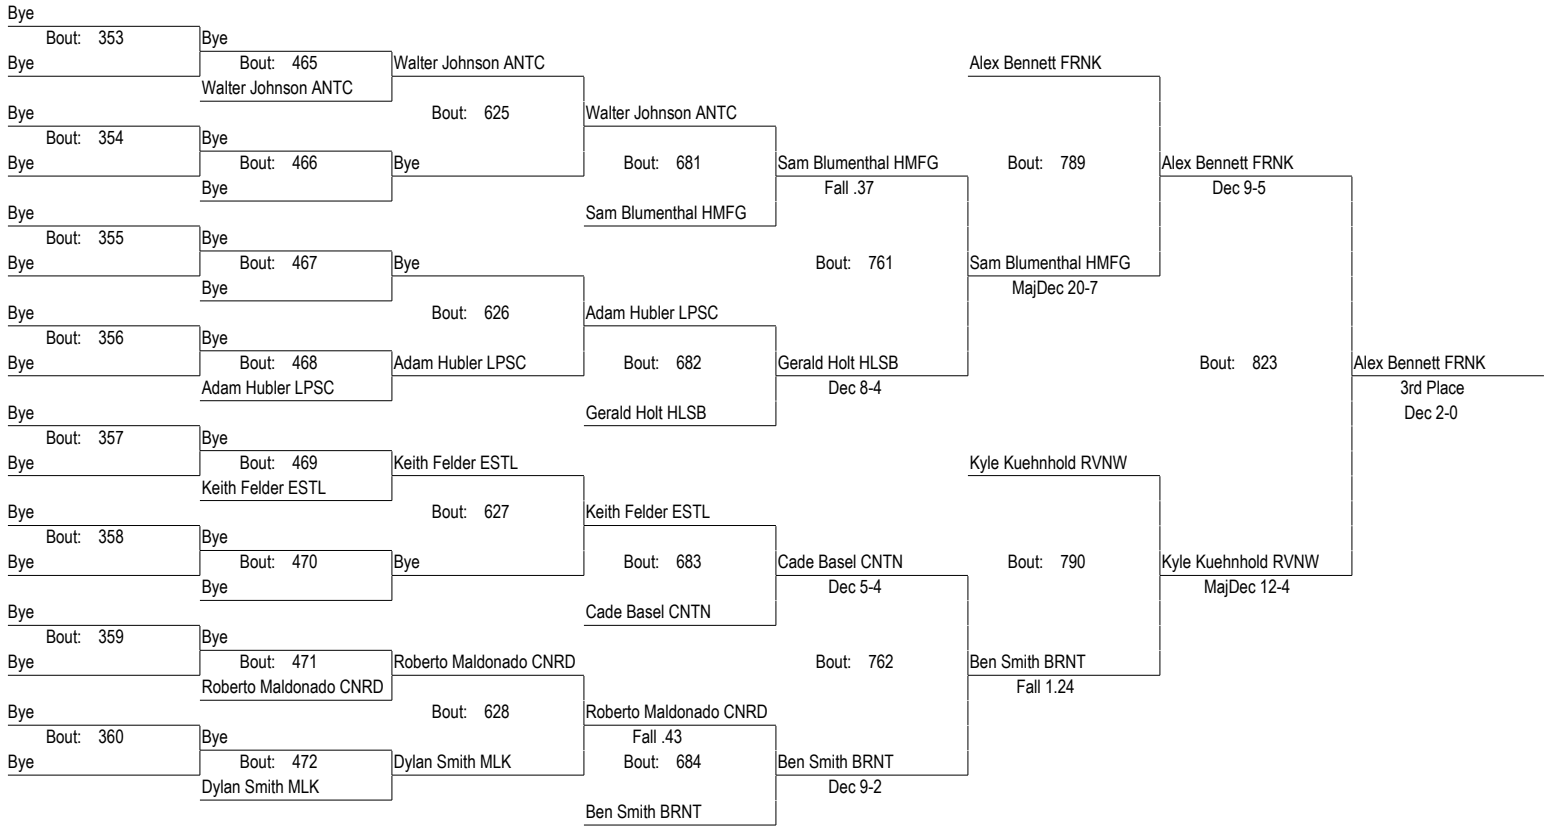 Bye
Bout: 353 Bye
Bye Bout: 465 Walter Johnson ANTC Alex Bennett FRNK
Walter Johnson ANTC
Bye Bout: 625 Walter Johnson ANTC
Bout: 354 Bye
Bye Bout: 466 Bye Bout: 681 Sam Blumenthal HMFG Bout: 789 Alex Bennett FRNK
Bye Fall .37 Dec 9-5
Bye Sam Blumenthal HMFG
Bout: 355 Bye
Bye Bout: 467 Bye Bout: 761 Sam Blumenthal HMFG
Bye MajDec 20-7
Bye Bout: 626 Adam Hubler LPSC
Bout: 356 Bye
Bye Bout: 468 Adam Hubler LPSC Bout: 682 Gerald Holt HLSB Bout: 823 Alex Bennett FRNK
Adam Hubler LPSC Dec 8-4 3rd Place
Bye Gerald Holt HLSB Dec 2-0
Bout: 357 Bye
Bye Bout: 469 Keith Felder ESTL Kyle Kuehnhold RVNW
Keith Felder ESTL
Bye Bout: 627 Keith Felder ESTL
Bout: 358 Bye
Bye Bout: 470 Bye Bout: 683 Cade Basel CNTN Bout: 790 Kyle Kuehnhold RVNW
Bye Dec 5-4 MajDec 12-4
Bye Cade Basel CNTN
Bout: 359 Bye
Bye Bout: 471 Roberto Maldonado CNRD Bout: 762 Ben Smith BRNT
Roberto Maldonado CNRD Fall 1.24
Bye Bout: 628 Roberto Maldonado CNRD
Bout: 360 Bye Fall .43
Bye Bout: 472 Dylan Smith MLK Bout: 684 Ben Smith BRNT
Dylan Smith MLK Dec 9-2
Ben Smith BRNT